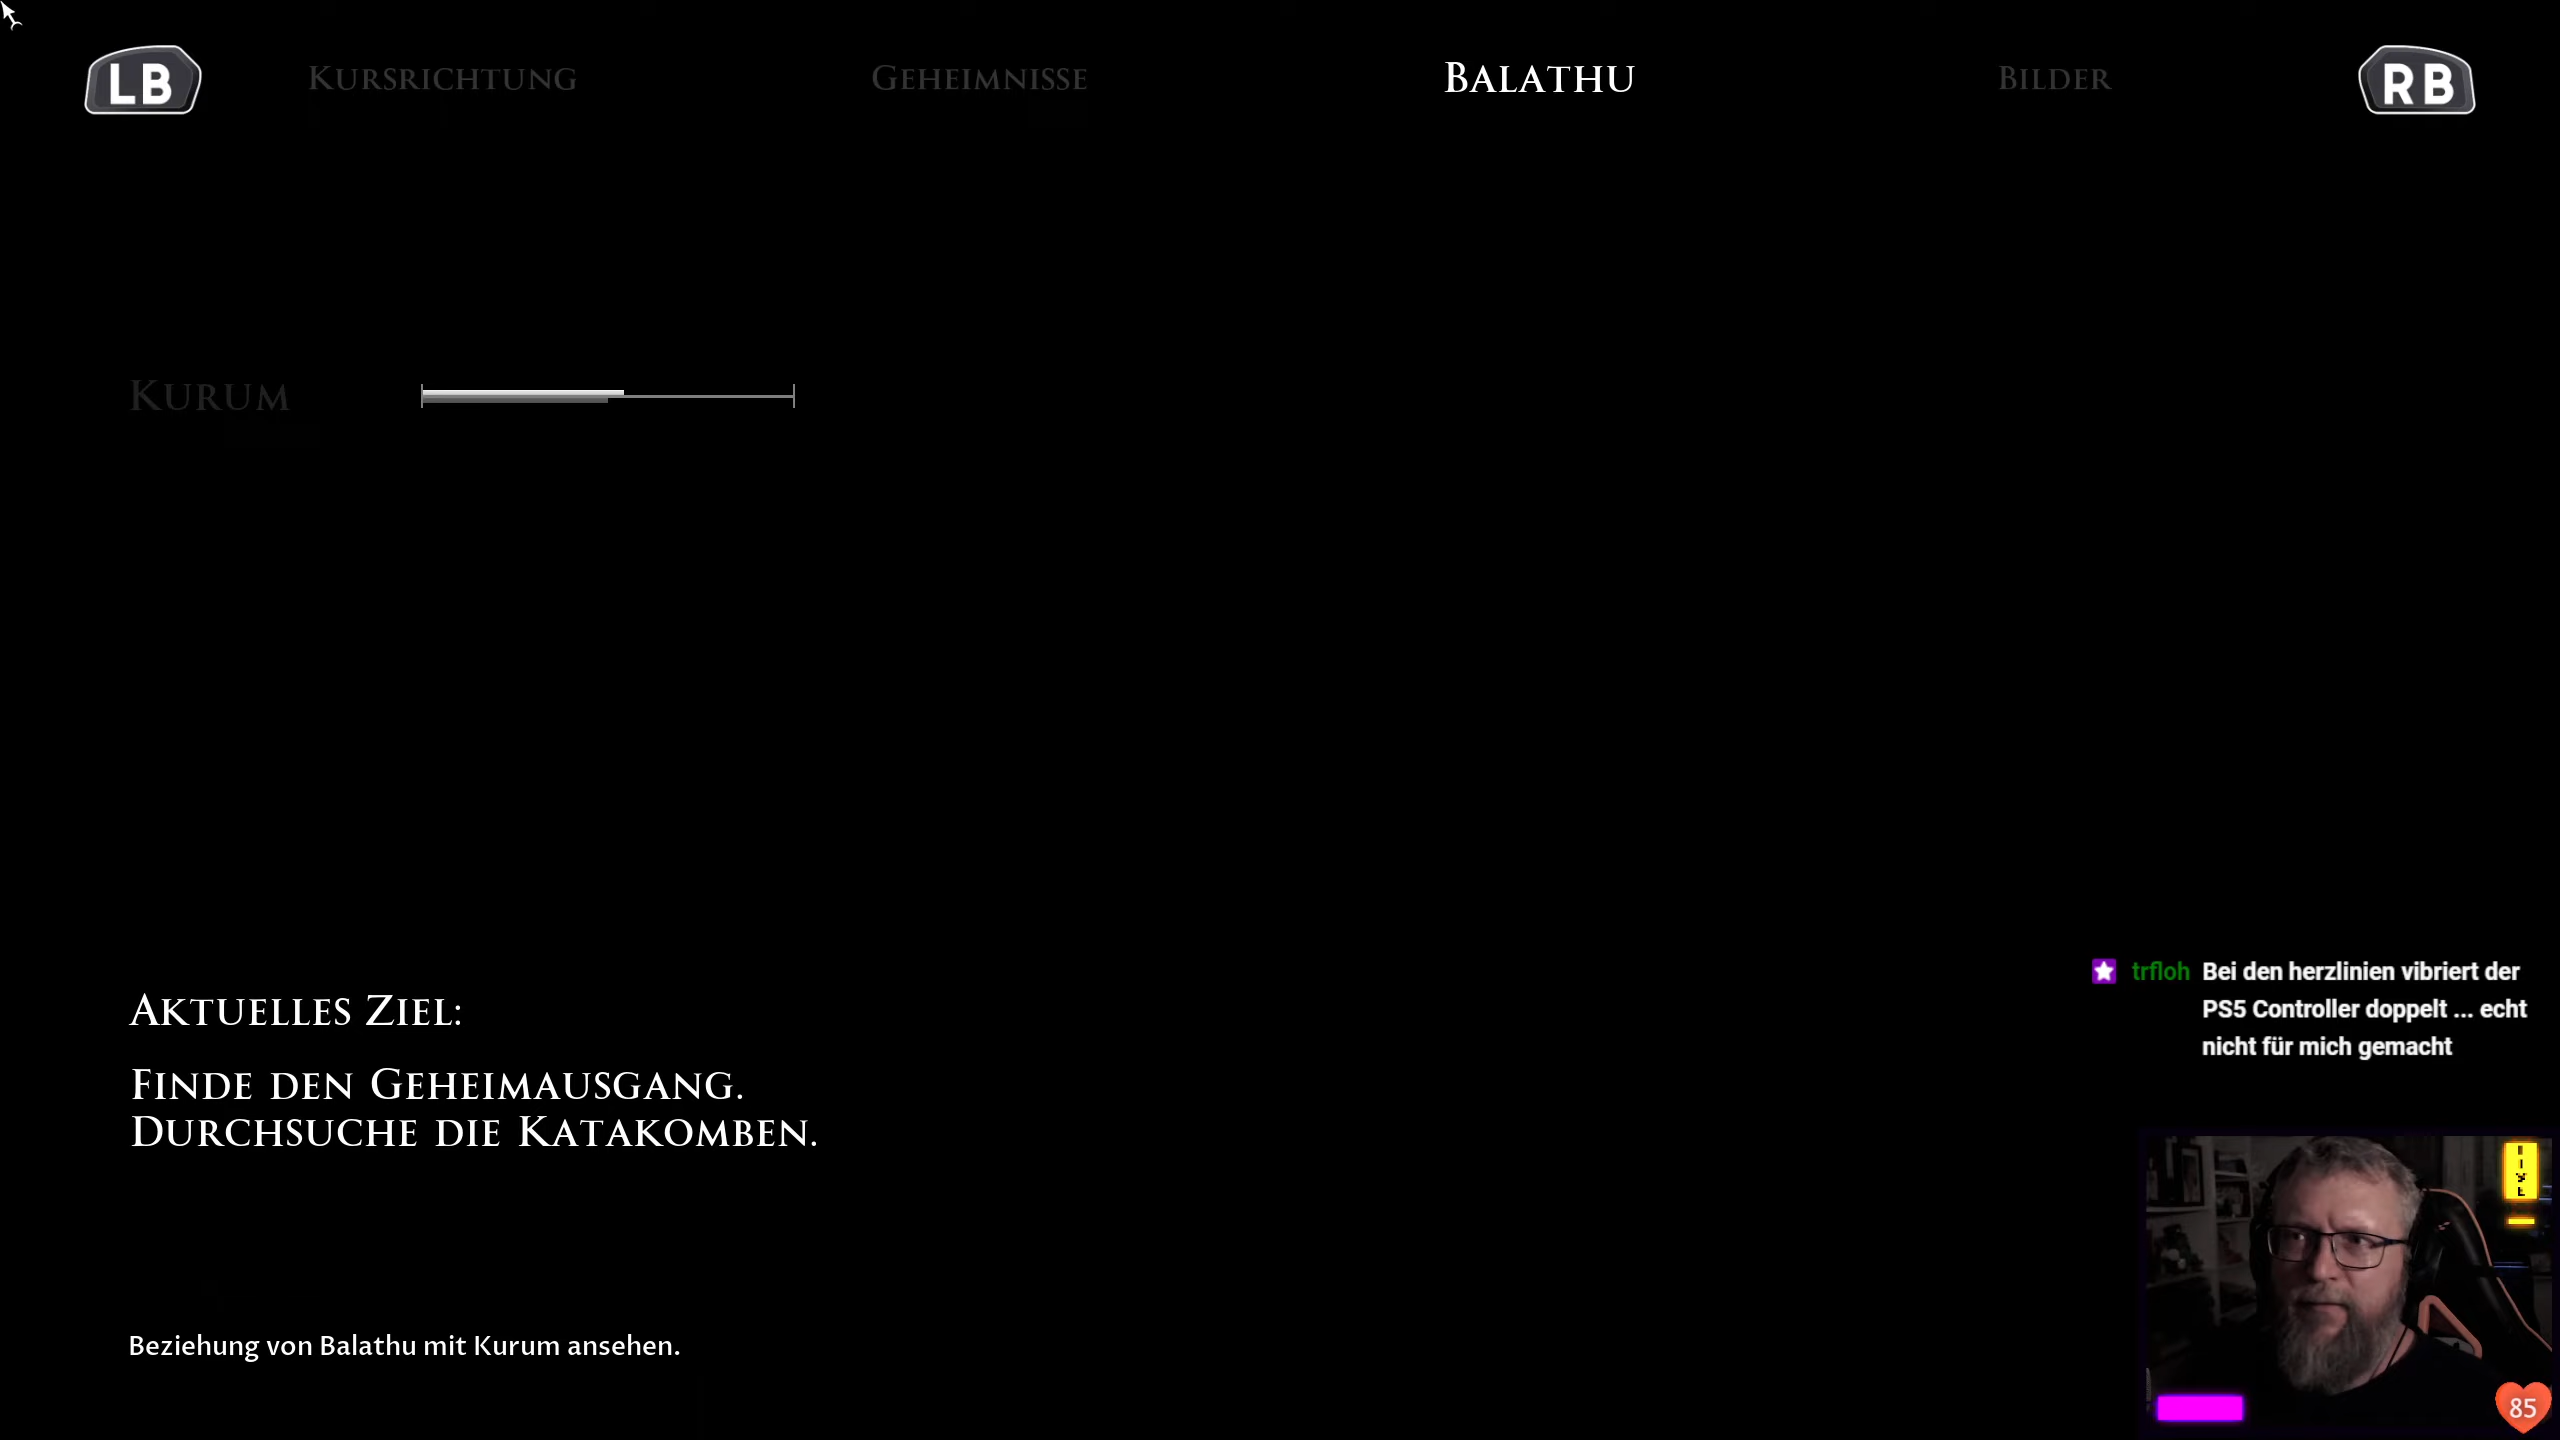 LB
Kursrichtung
Geheimnisse
Balathu
Bilder
RB
Kurum
Aktuelles Ziel:
Finde den Geheimausgang.
Durchsuche die Katakomben.
trfloh Bei den herzlinien vibriert der
PS5 Controller doppelt ... echt
nicht für mich gemacht
Beziehung von Balathu mit Kurum ansehen.
85